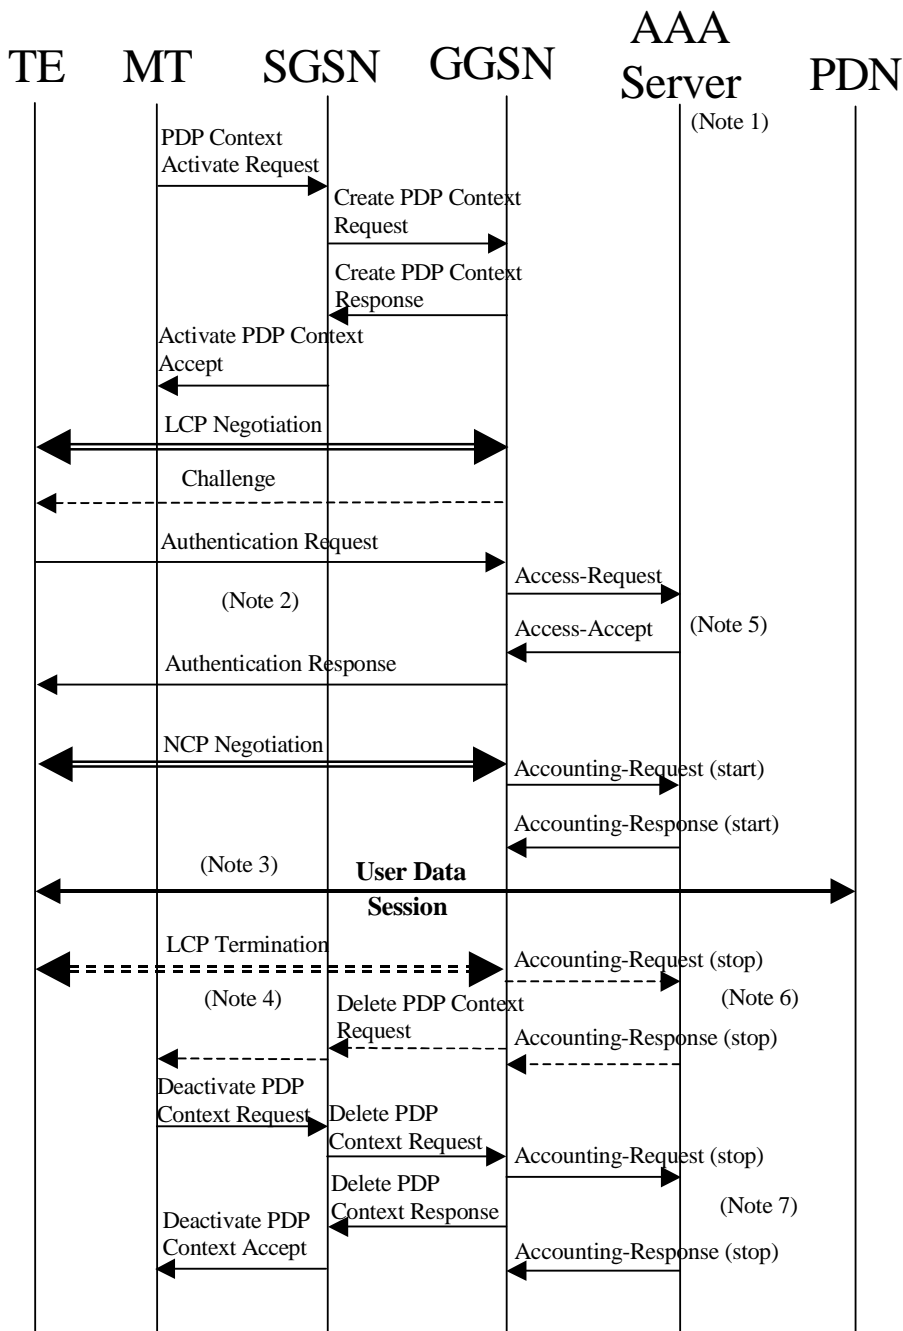 TE
MT
SGSN
GGSN
AAA
Server
PDN
(Note 1)
PDP Context
Activate Request
Create PDP Context
Request
Create PDP Context
Response
Activate PDP Context
Accept
LCP Negotiation
Challenge
Authentication Request
Access-Request
(Note 2)
Access-Accept
(Note 5)
Authentication Response
NCP Negotiation
Accounting-Request (start)
Accounting-Response (start)
(Note 3)
User Data
Session
LCP Termination
Accounting-Request (stop)
(Note 4)
(Note 6)
Delete PDP Context
Request
Accounting-Response (stop)
Deactivate PDP
Context Request
Delete PDP
Context Request
Accounting-Request (stop)
Delete PDP
Context Response
(Note 7)
Deactivate PDP
Context Accept
Accounting-Response (stop)